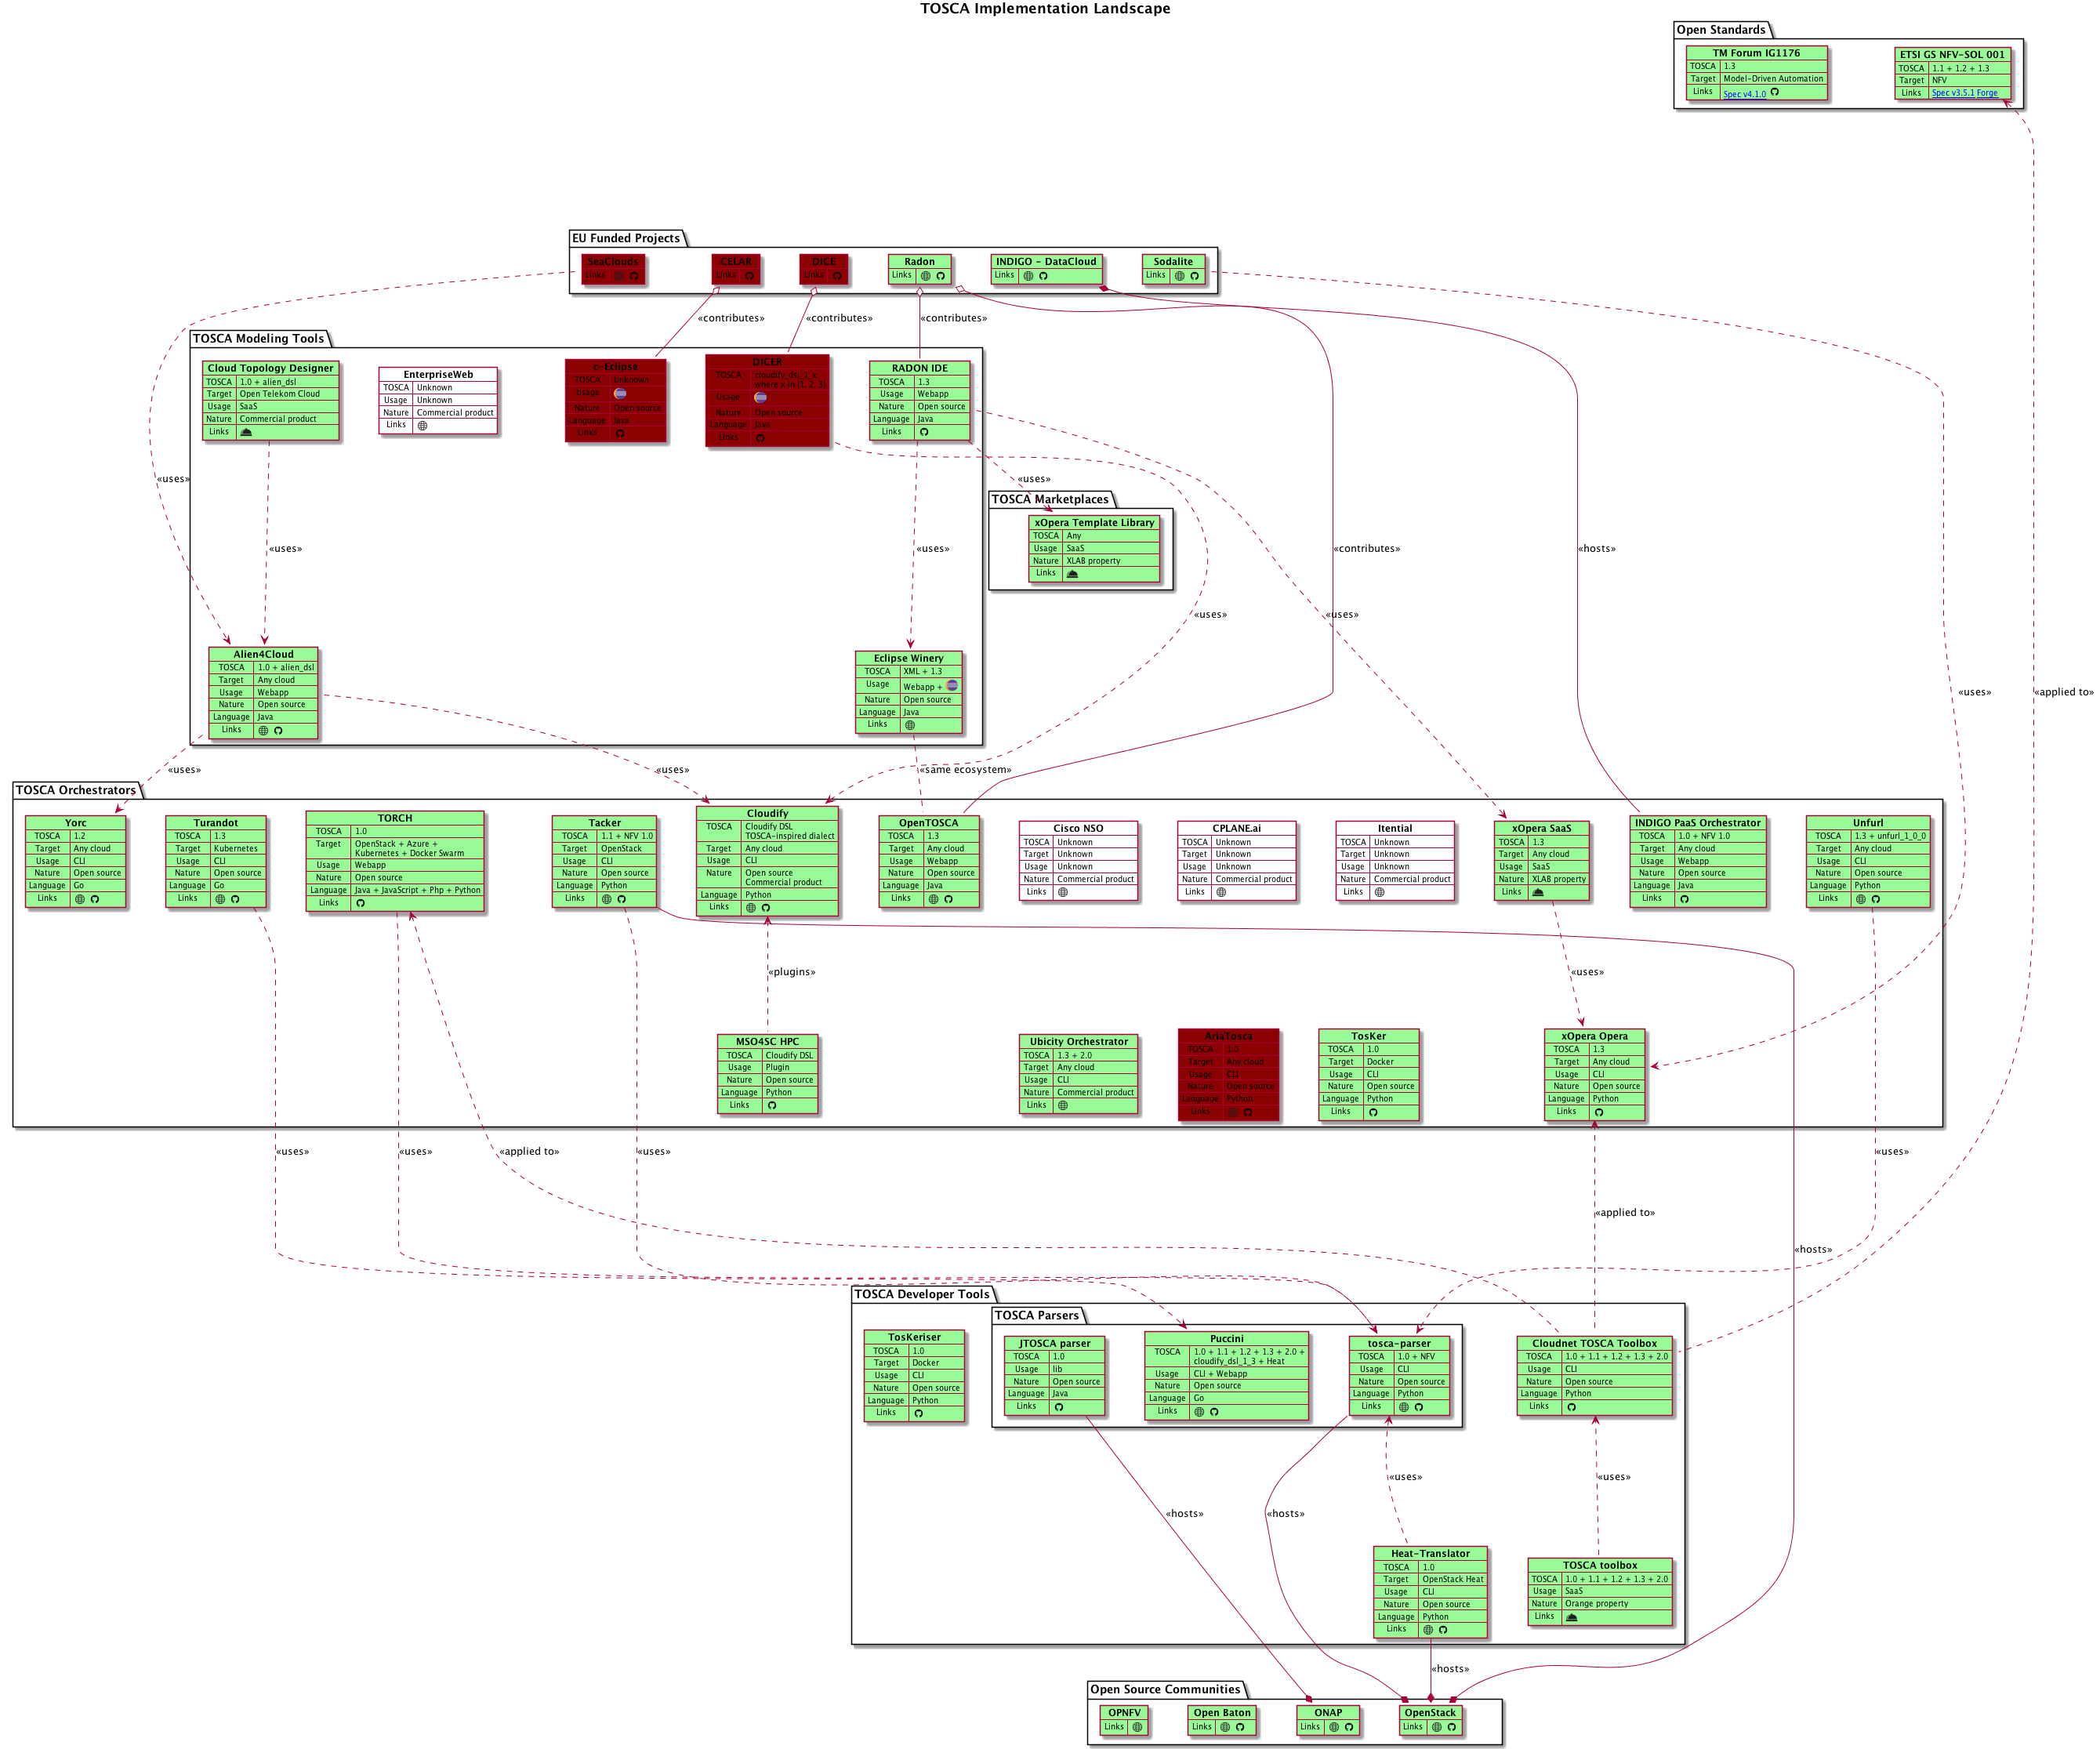 TOSCA Implementation Landscape
Open Standards
TM Forum IG1176
TOSCA 1.3
Target Model-Driven Automation
Links Spec v4.1.0
ETSI GS NFV-SOL 001
TOSCA 1.1 + 1.2 + 1.3
Target NFV
Links Spec v3.5.1 Forge
EU Funded Projects
SeaClouds
Links
CELAR
Links
DICE
Links
Radon
Links
INDIGO - DataCloud
Links
Sodalite
Links
«contributes»
«contributes»
«contributes»
TOSCA Modeling Tools
Cloud Topology Designer
TOSCA 1.0 + alien_dsl
Target Open Telekom Cloud
Usage SaaS
Nature Commercial product
Links
EnterpriseWeb
TOSCA Unknown
Usage Unknown
Nature Commercial product
Links
c-Eclipse
TOSCA Unknown
Usage
Nature Open source
Language Java
Links
DICER
TOSCA cloudify_dsl_1_x
where x in [1, 2, 3]
Usage
Nature Open source
Language Java
Links
RADON IDE
TOSCA 1.3
Usage Webapp
Nature Open source
Language Java
Links
«uses»
«uses»
TOSCA Marketplaces
xOpera Template Library
TOSCA Any
Usage SaaS
Nature XLAB property
Links
«uses»
«uses»
«contributes»
«hosts»
«uses»
«uses»
Alien4Cloud
TOSCA 1.0 + alien_dsl
Target Any cloud
Usage Webapp
Nature Open source
Language Java
Links
Eclipse Winery
TOSCA XML + 1.3
Usage Webapp +
Nature Open source
Language Java
Links
«uses»
«applied to»
«uses»
«uses»
«same ecosystem»
TOSCA Orchestrators
Yorc
TOSCA 1.2
Target Any cloud
Usage CLI
Nature Open source
Language Go
Links
Turandot
TOSCA 1.3
Target Kubernetes
Usage CLI
Nature Open source
Language Go
Links
TORCH
TOSCA 1.0
Target OpenStack + Azure +
Kubernetes + Docker Swarm
Usage Webapp
Nature Open source
Language Java + JavaScript + Php + Python
Links
Tacker
TOSCA 1.1 + NFV 1.0
Target OpenStack
Usage CLI
Nature Open source
Language Python
Links
Cloudify
TOSCA Cloudify DSL
TOSCA-inspired dialect
Target Any cloud
Usage CLI
Nature Open source
Commercial product
Language Python
Links
OpenTOSCA
TOSCA 1.3
Target Any cloud
Usage Webapp
Nature Open source
Language Java
Links
Cisco NSO
TOSCA Unknown
Target Unknown
Usage Unknown
Nature Commercial product
Links
CPLANE.ai
TOSCA Unknown
Target Unknown
Usage Unknown
Nature Commercial product
Links
Itential
TOSCA Unknown
Target Unknown
Usage Unknown
Nature Commercial product
Links
xOpera SaaS
TOSCA 1.3
Target Any cloud
Usage SaaS
Nature XLAB property
Links
INDIGO PaaS Orchestrator
TOSCA 1.0 + NFV 1.0
Target Any cloud
Usage Webapp
Nature Open source
Language Java
Links
Unfurl
TOSCA 1.3 + unfurl_1_0_0
Target Any cloud
Usage CLI
Nature Open source
Language Python
Links
«plugins»
«uses»
MSO4SC HPC
TOSCA Cloudify DSL
Usage Plugin
Nature Open source
Language Python
Links
Ubicity Orchestrator
TOSCA 1.3 + 2.0
Target Any cloud
Usage CLI
Nature Commercial product
Links
AriaTosca
TOSCA 1.0
Target Any cloud
Usage CLI
Nature Open source
Language Python
Links
TosKer
TOSCA 1.0
Target Docker
Usage CLI
Nature Open source
Language Python
Links
xOpera Opera
TOSCA 1.3
Target Any cloud
Usage CLI
Nature Open source
Language Python
Links
«uses»
«uses»
«applied to»
«uses»
«uses»
«applied to»
«hosts»
TOSCA Developer Tools
TosKeriser
TOSCA 1.0
Target Docker
Usage CLI
Nature Open source
Language Python
Links
TOSCA Parsers
JTOSCA parser
TOSCA 1.0
Usage lib
Nature Open source
Language Java
Links
Puccini
TOSCA 1.0 + 1.1 + 1.2 + 1.3 + 2.0 +
cloudify_dsl_1_3 + Heat
Usage CLI + Webapp
Nature Open source
Language Go
Links
tosca-parser
TOSCA 1.0 + NFV
Usage CLI
Nature Open source
Language Python
Links
Cloudnet TOSCA Toolbox
TOSCA 1.0 + 1.1 + 1.2 + 1.3 + 2.0
Usage CLI
Nature Open source
Language Python
Links
«uses»
«uses»
«hosts»
«hosts»
Heat-Translator
TOSCA 1.0
Target OpenStack Heat
Usage CLI
Nature Open source
Language Python
Links
TOSCA toolbox
TOSCA 1.0 + 1.1 + 1.2 + 1.3 + 2.0
Usage SaaS
Nature Orange property
Links
«hosts»
Open Source Communities
OPNFV
Links
Open Baton
Links
ONAP
Links
OpenStack
Links